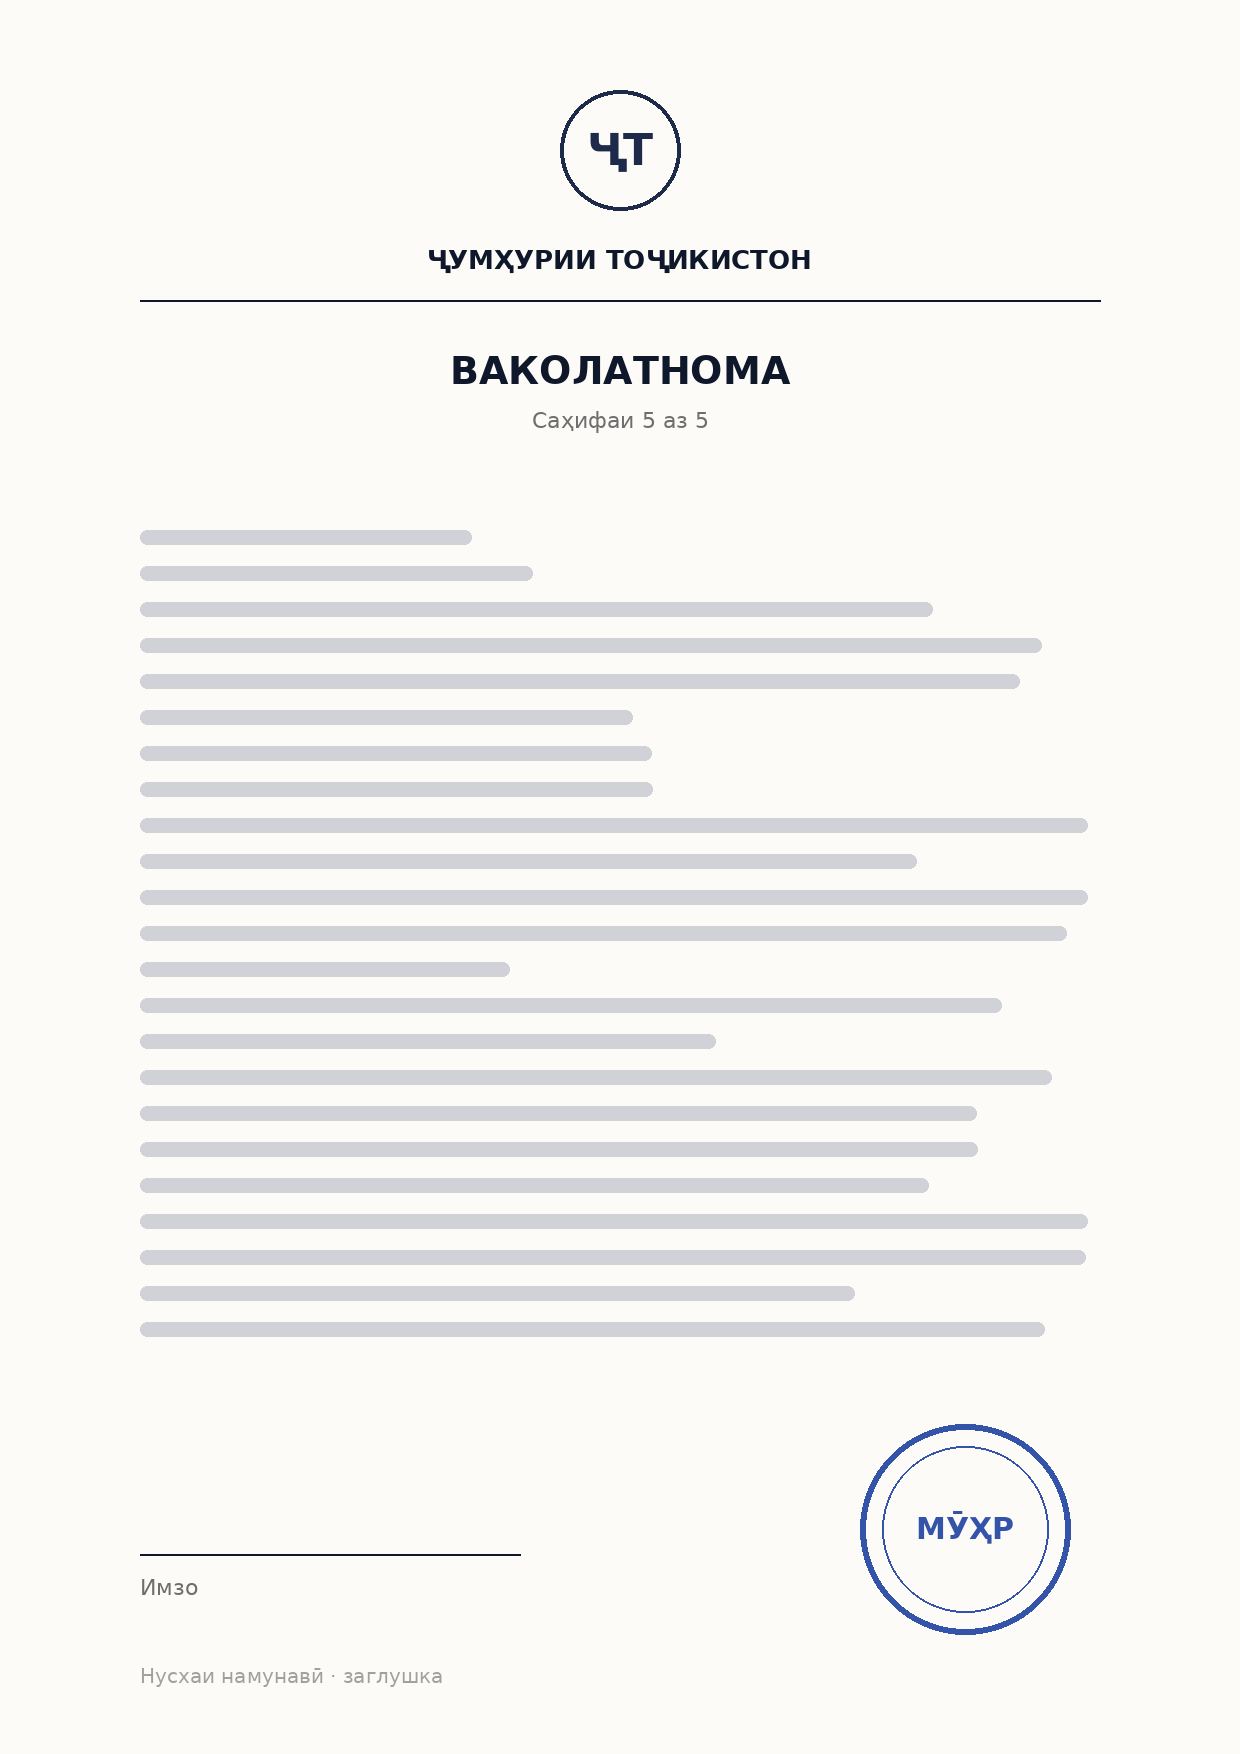 ҶТ
ҶУМҲУРИИ ТОҶИКИСТОН
ВАКОЛАТНОМА
Саҳифаи 5 аз 5
МӮҲР
Имзо
Нусхаи намунавӣ · заглушка